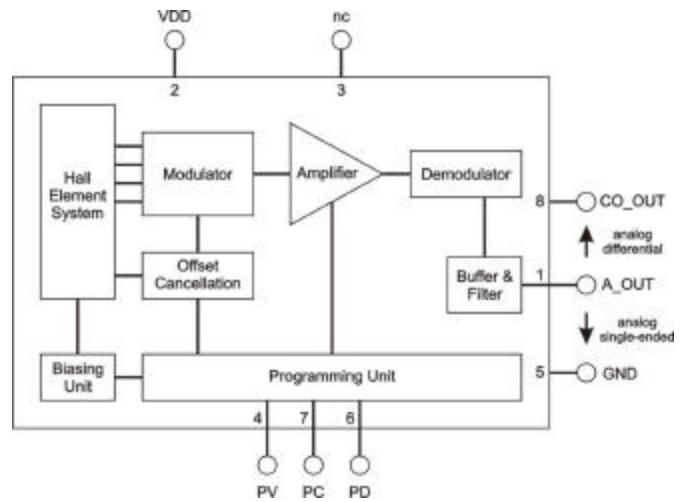 VDD
nc
2
3
Hall
Element
System
Modulator
Amplifier
Demodulator
8
CO_OUT
analog
differential
Offset
Cancellation
Buffer &
Filter
1
A_OUT
analog
single-ended
Biasing
Unit
Programming Unit
5
GND
4
7
6
PV
PC
PD